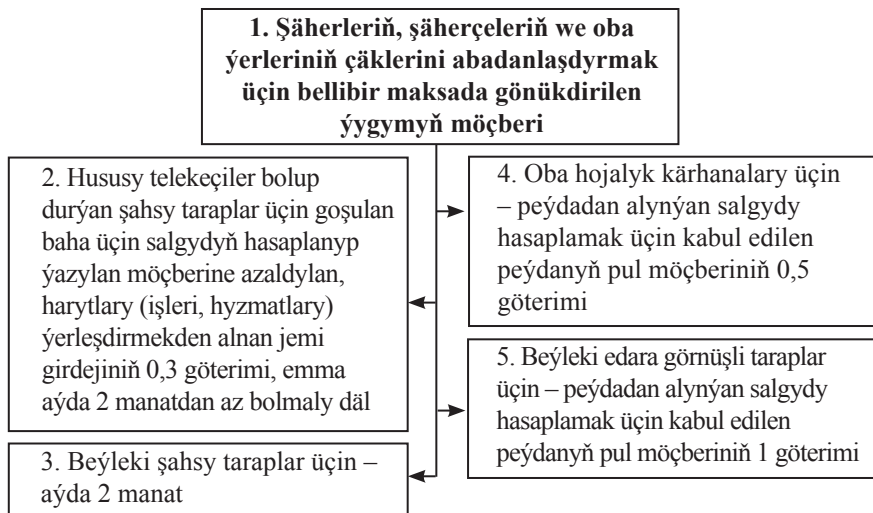 1. Şäherleriň, şäherçeleriň we oba
ýerleriniň çäklerini abadanlaşdyrmak
üçin bellibir maksada gönükdirilen
ýygymyň möçberi
2. Hususy telekeçiler bolup
durýan şahsy taraplar üçin goşulan
baha üçin salgydyň hasaplanyp
ýazylan möçberine azaldylan,
harytlary (işleri, hyzmatlary)
ýerleşdirmekden alnan jemi
girdejiniň 0,3 göterimi, emma
aýda 2 manatdan az bolmaly däl
3. Beýleki şahsy taraplar üçin –
aýda 2 manat
4. Oba hojalyk kärhanalary üçin
– peýdadan alynýan salgydy
hasaplamak üçin kabul edilen
peýdanyň pul möçberiniň 0,5
göterimi
5. Beýleki edara görnüşli taraplar
üçin – peýdadan alynýan salgydy
hasaplamak üçin kabul edilen
peýdanyň pul möçberiniň 1 göterimi